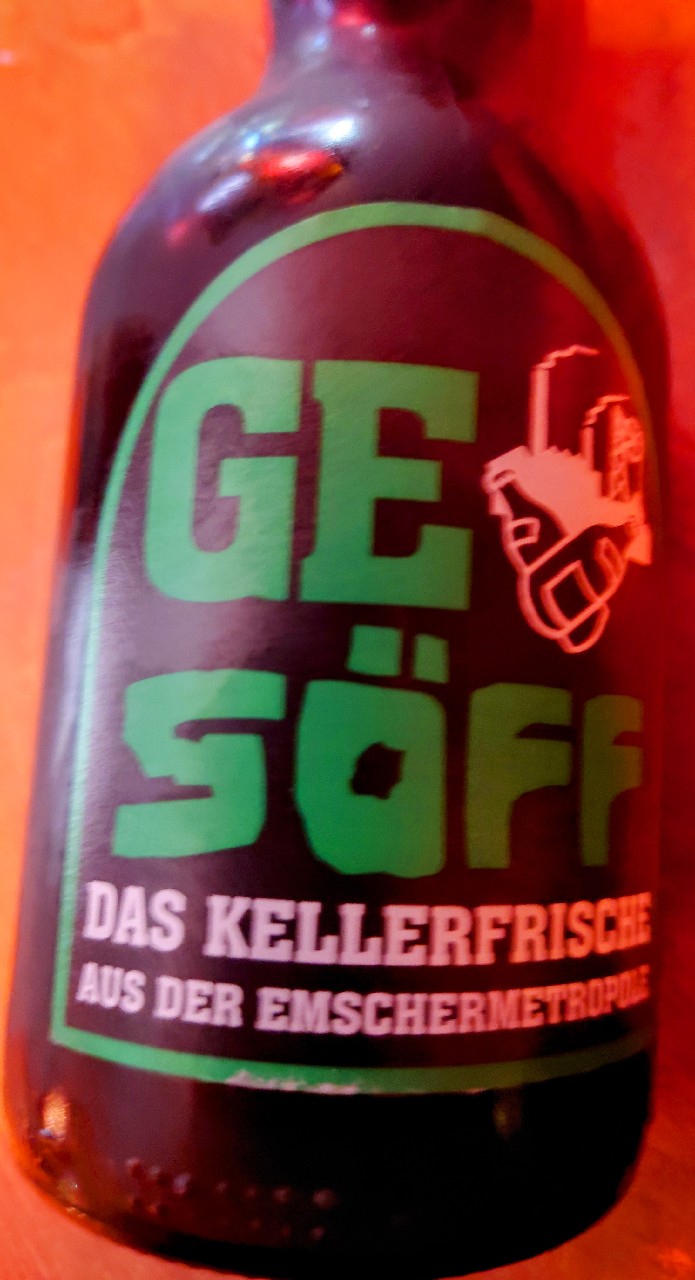 GE
SÖFF
DAS KELLERFRISCHE
AUS DER EMSCHERMETROPOLE